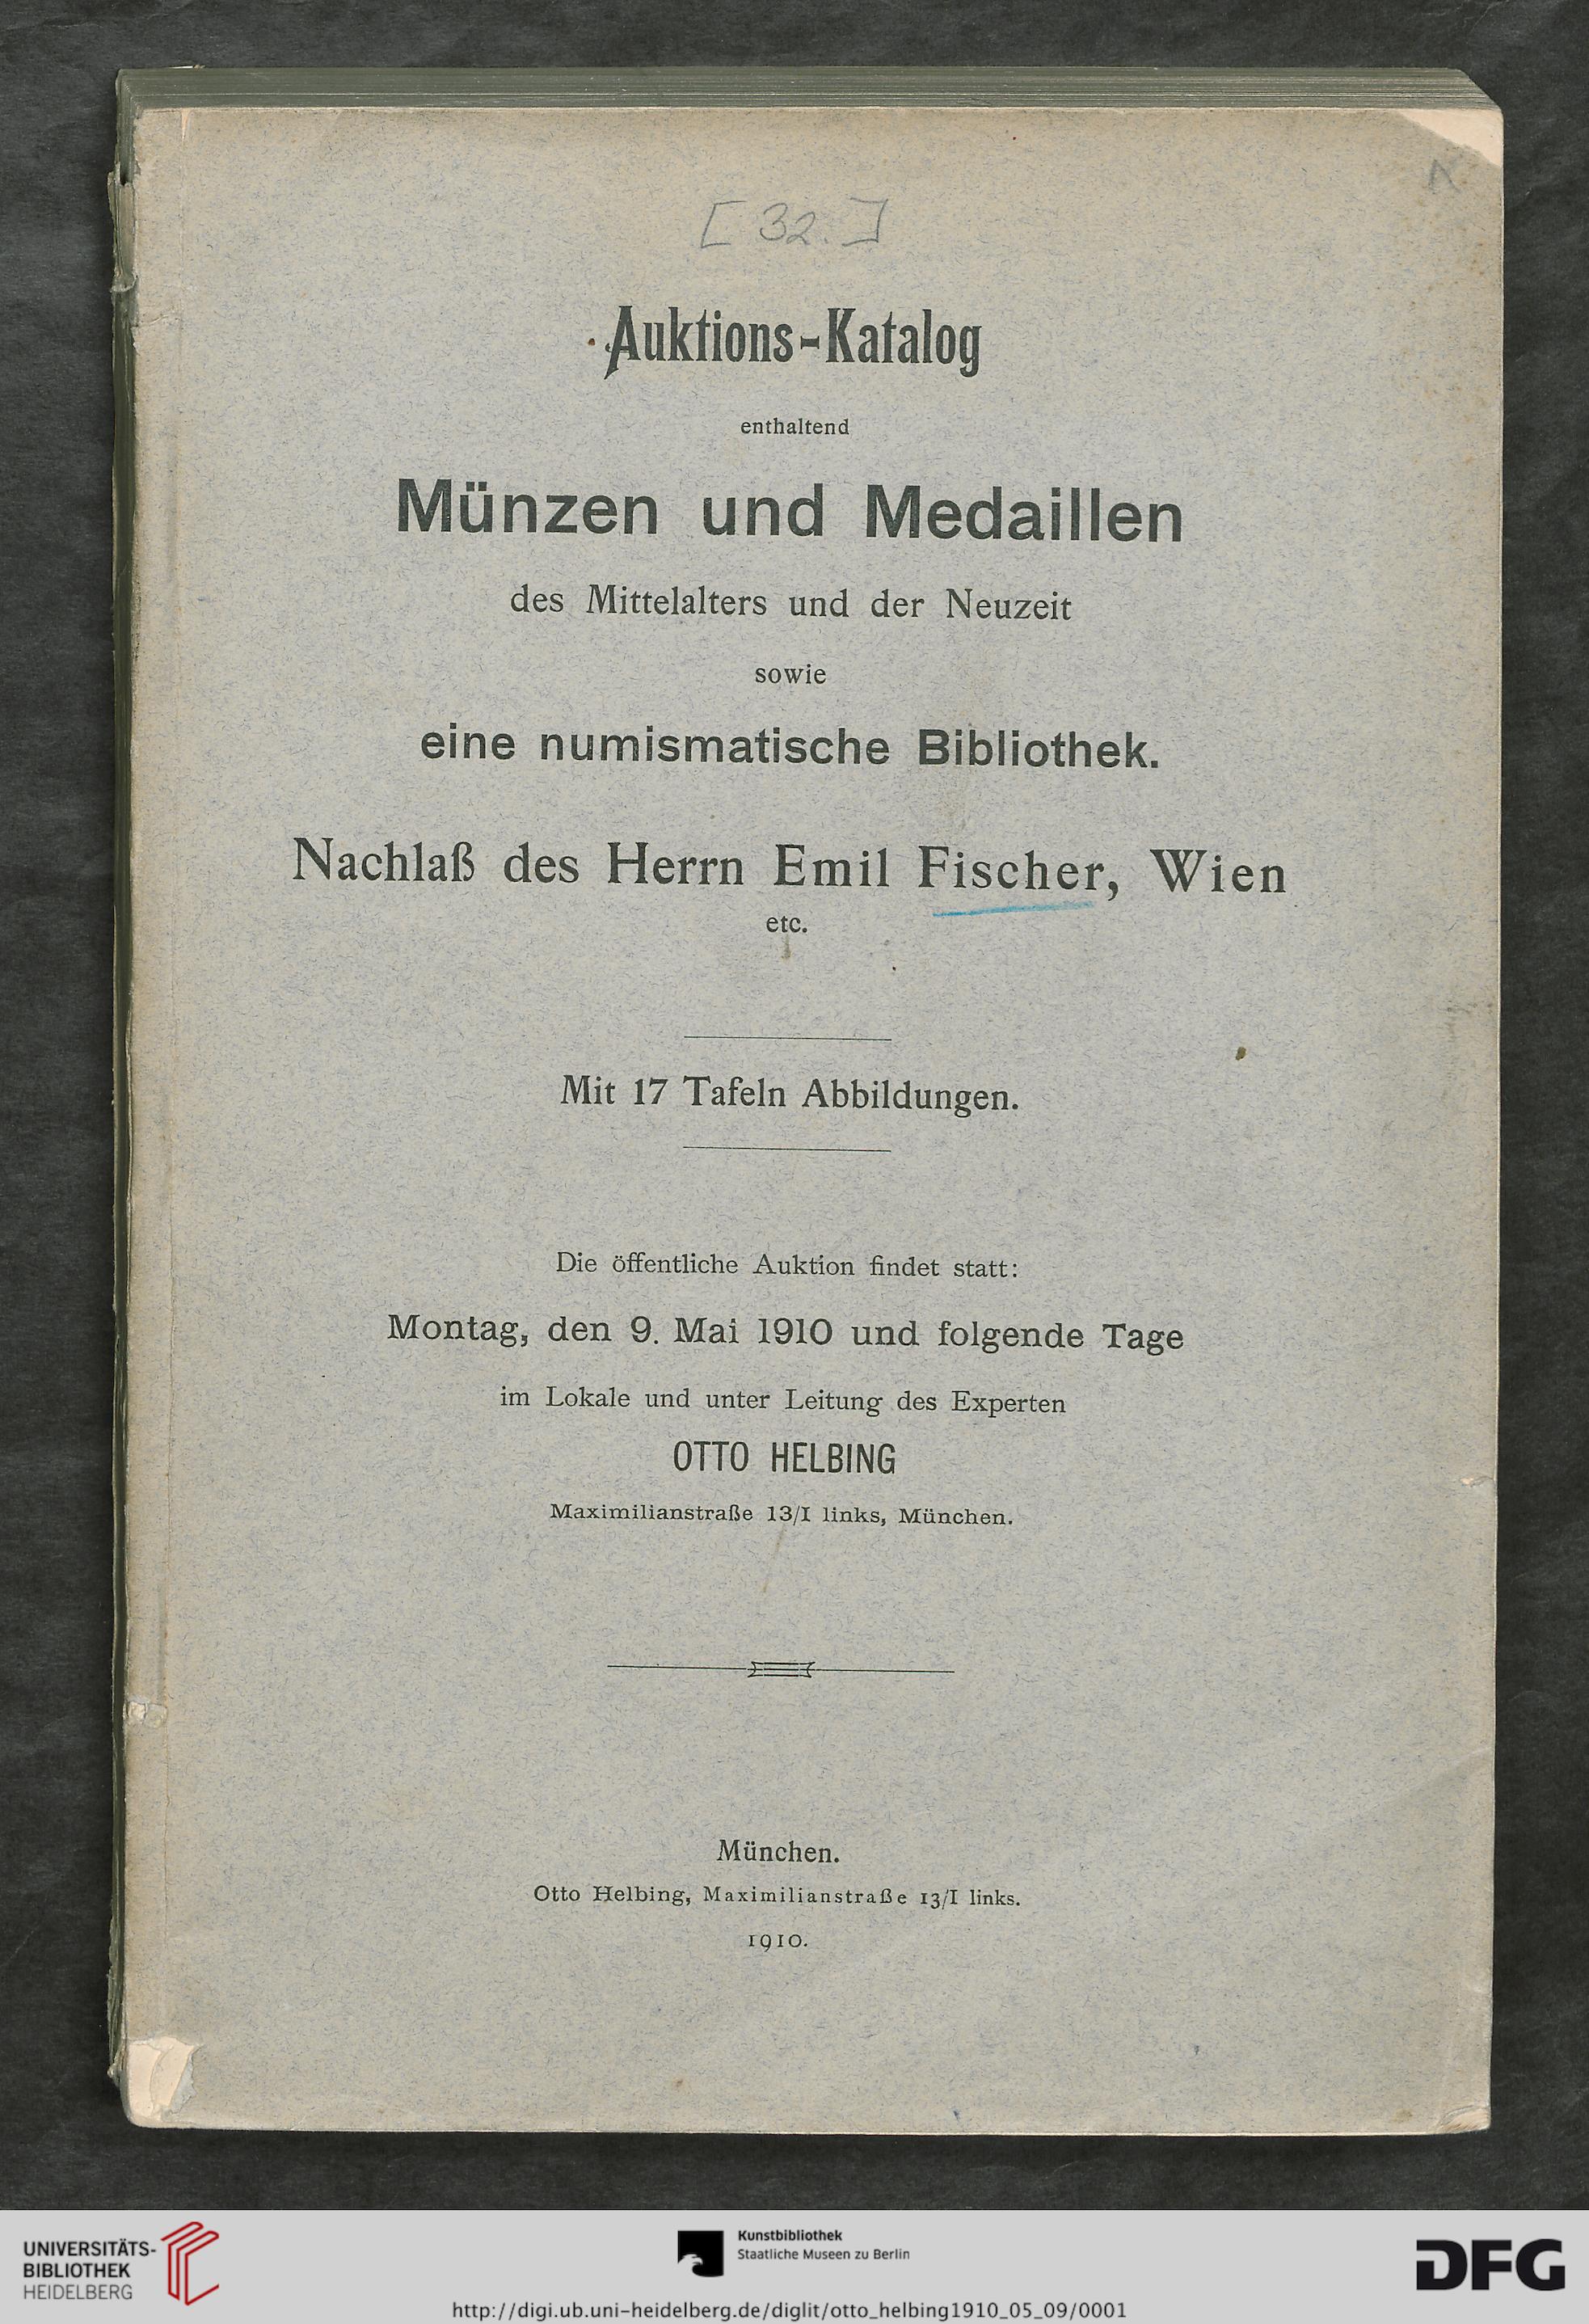 [32.]
Auktions-Katalog
enthaltend
Münzen und Medaillen
des Mittelalters und der Neuzeit
sowie
eine numismatische Bibliothek.
Nachlaß des Herrn Emil Fischer, Wien
etc.
Mit 17 Tafeln Abbildungen.
Die öffentliche Auktion findet statt:
Montag, den 9. Mai 1910 und folgende Tage
im Lokale und unter Leitung des Experten
OTTO HELBING
Maximilianstraße 13/I links, München.
München.
Otto Helbing, Maximilianstraße 13/I links.
1910.
UNIVERSITÄTS-
BIBLIOTHEK
HEIDELBERG
Kunstbibliothek
Staatliche Museen zu Berlin
DFG
http://digi.ub.uni-heidelberg.de/diglit/otto_helbing1910_05_09/0001